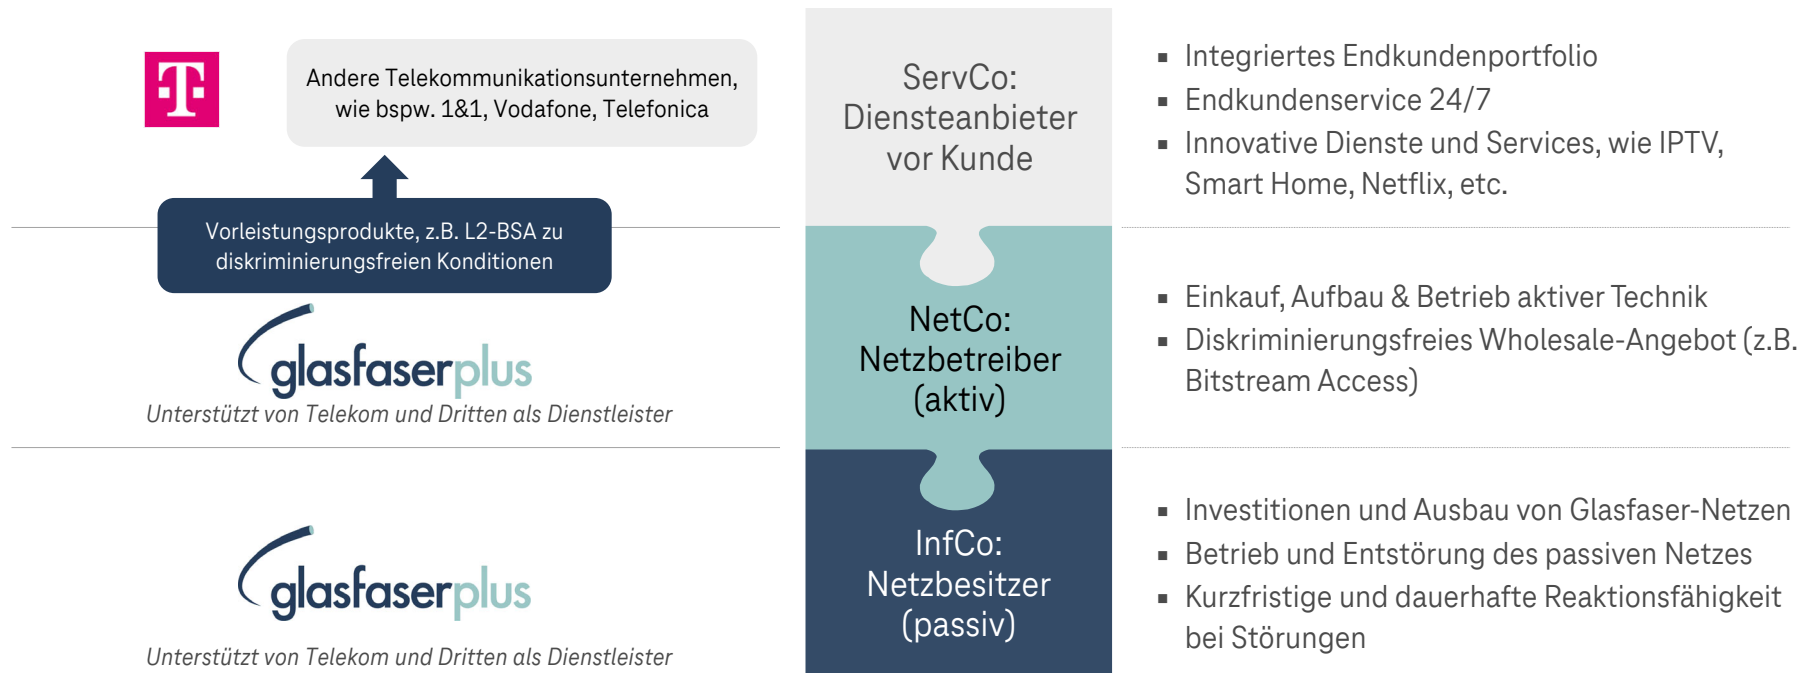 Andere Telekommunikationsunternehmen,
wie bspw. 1&1, Vodafone, Telefonica
ServCo:
Diensteanbieter
vor Kunde
▪ Integriertes Endkundenportfolio
▪ Endkundenservice 24/7
▪ Innovative Dienste und Services, wie IPTV,
Smart Home, Netflix, etc.
Vorleistungsprodukte, z.B. L2-BSA zu
diskriminierungsfreien Konditionen
glasfaserplus
Unterstützt von Telekom und Dritten als Dienstleister
NetCo:
Netzbetreiber
(aktiv)
▪ Einkauf, Aufbau & Betrieb aktiver Technik
▪ Diskriminierungsfreies Wholesale-Angebot (z.B.
Bitstream Access)
glasfaserplus
Unterstützt von Telekom und Dritten als Dienstleister
InfCo:
Netzbesitzer
(passiv)
▪ Investitionen und Ausbau von Glasfaser-Netzen
▪ Betrieb und Entstörung des passiven Netzes
▪ Kurzfristige und dauerhafte Reaktionsfähigkeit
bei Störungen